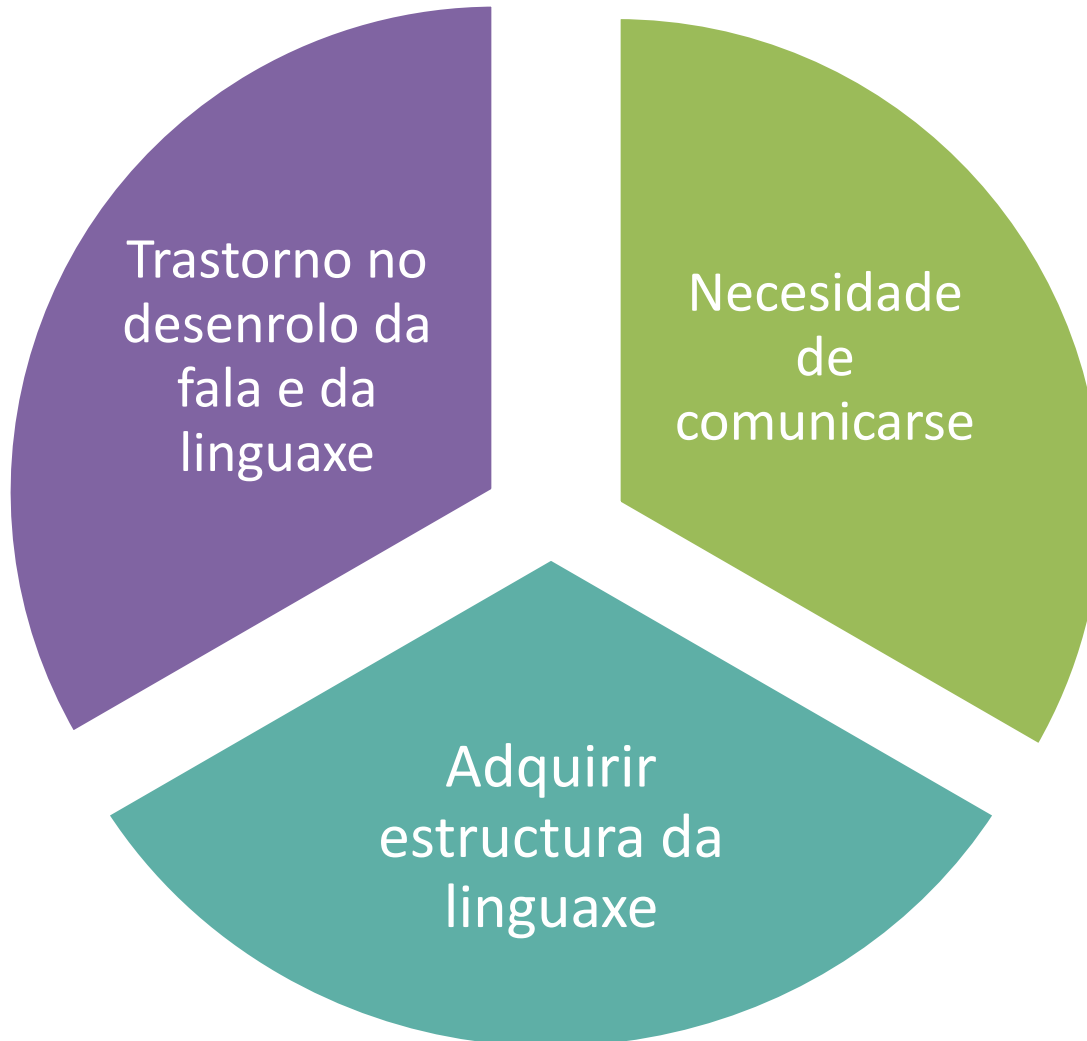 Trastorno no
desenrolo da
fala e da
linguaxe
Necesidade
de
comunicarse
Adquirir
estructura da
linguaxe